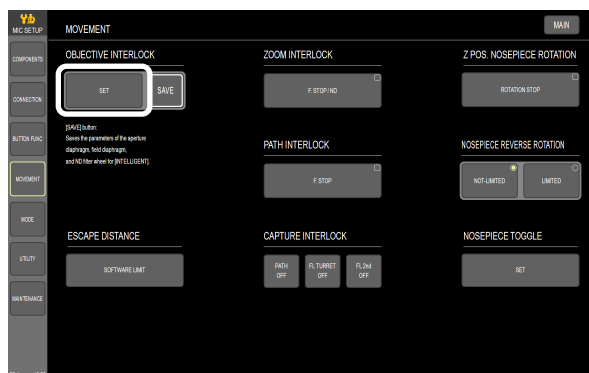 MIC SETUP
MOVEMENT
MAIN
COMPONENTS
CONNECTION
BUTTON FUNC
MOVEMENT
MODE
UTILITY
MAINTENANCE
OBJECTIVE INTERLOCK
SET
SAVE
[SAVE] button:
Saves the parameters of the aperture
diaphragm, field diaphragm,
and ND filter wheel for [INTELLIGENT].
ESCAPE DISTANCE
SOFTWARE LIMIT
ZOOM INTERLOCK
F. STOP / ND
PATH INTERLOCK
F. STOP
CAPTURE INTERLOCK
PATH
OFF
FL TURRET
OFF
FL 2nd
OFF
Z POS. NOSEPIECE ROTATION
ROTATION STOP
NOSEPIECE REVERSE ROTATION
NOT-LIMITED
LIMITED
NOSEPIECE TOGGLE
SET